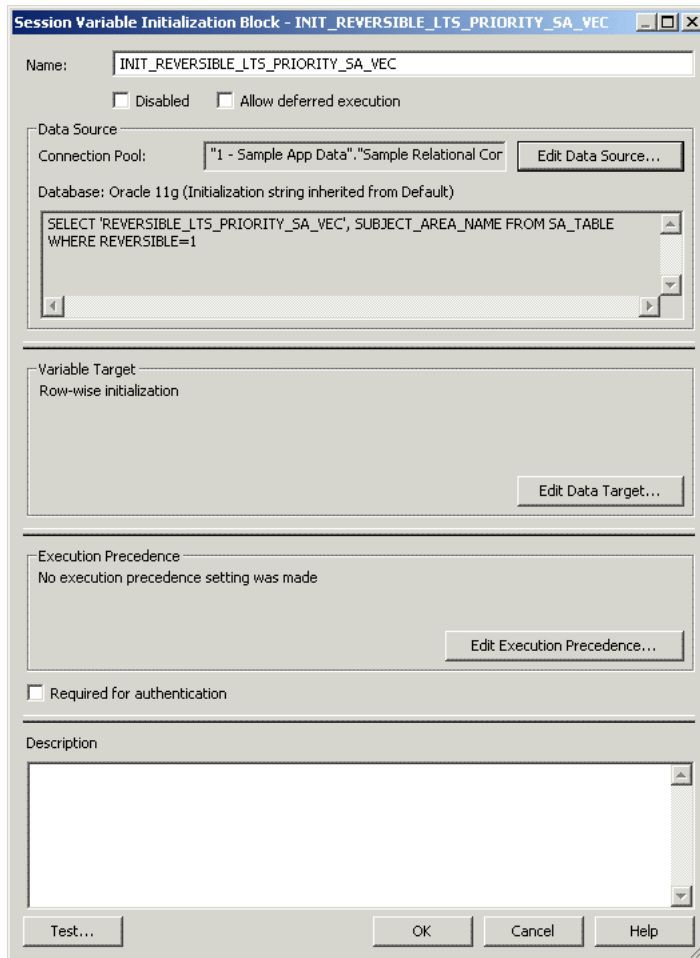 Session Variable Initialization Block - INIT_REVERSIBLE_LTS_PRIORITY_SA_VEC
Name: INIT_REVERSIBLE_LTS_PRIORITY_SA_VEC
Disabled Allow deferred execution
Data Source
Connection Pool: "1 - Sample App Data"."Sample Relational Cor Edit Data Source...
Database: Oracle 11g (Initialization string inherited from Default)
SELECT 'REVERSIBLE_LTS_PRIORITY_SA_VEC', SUBJECT_AREA_NAME FROM SA_TABLE
WHERE REVERSIBLE=1
Variable Target
Row-wise initialization
Edit Data Target...
Execution Precedence
No execution precedence setting was made
Edit Execution Precedence...
Required for authentication
Description
Test... OK Cancel Help